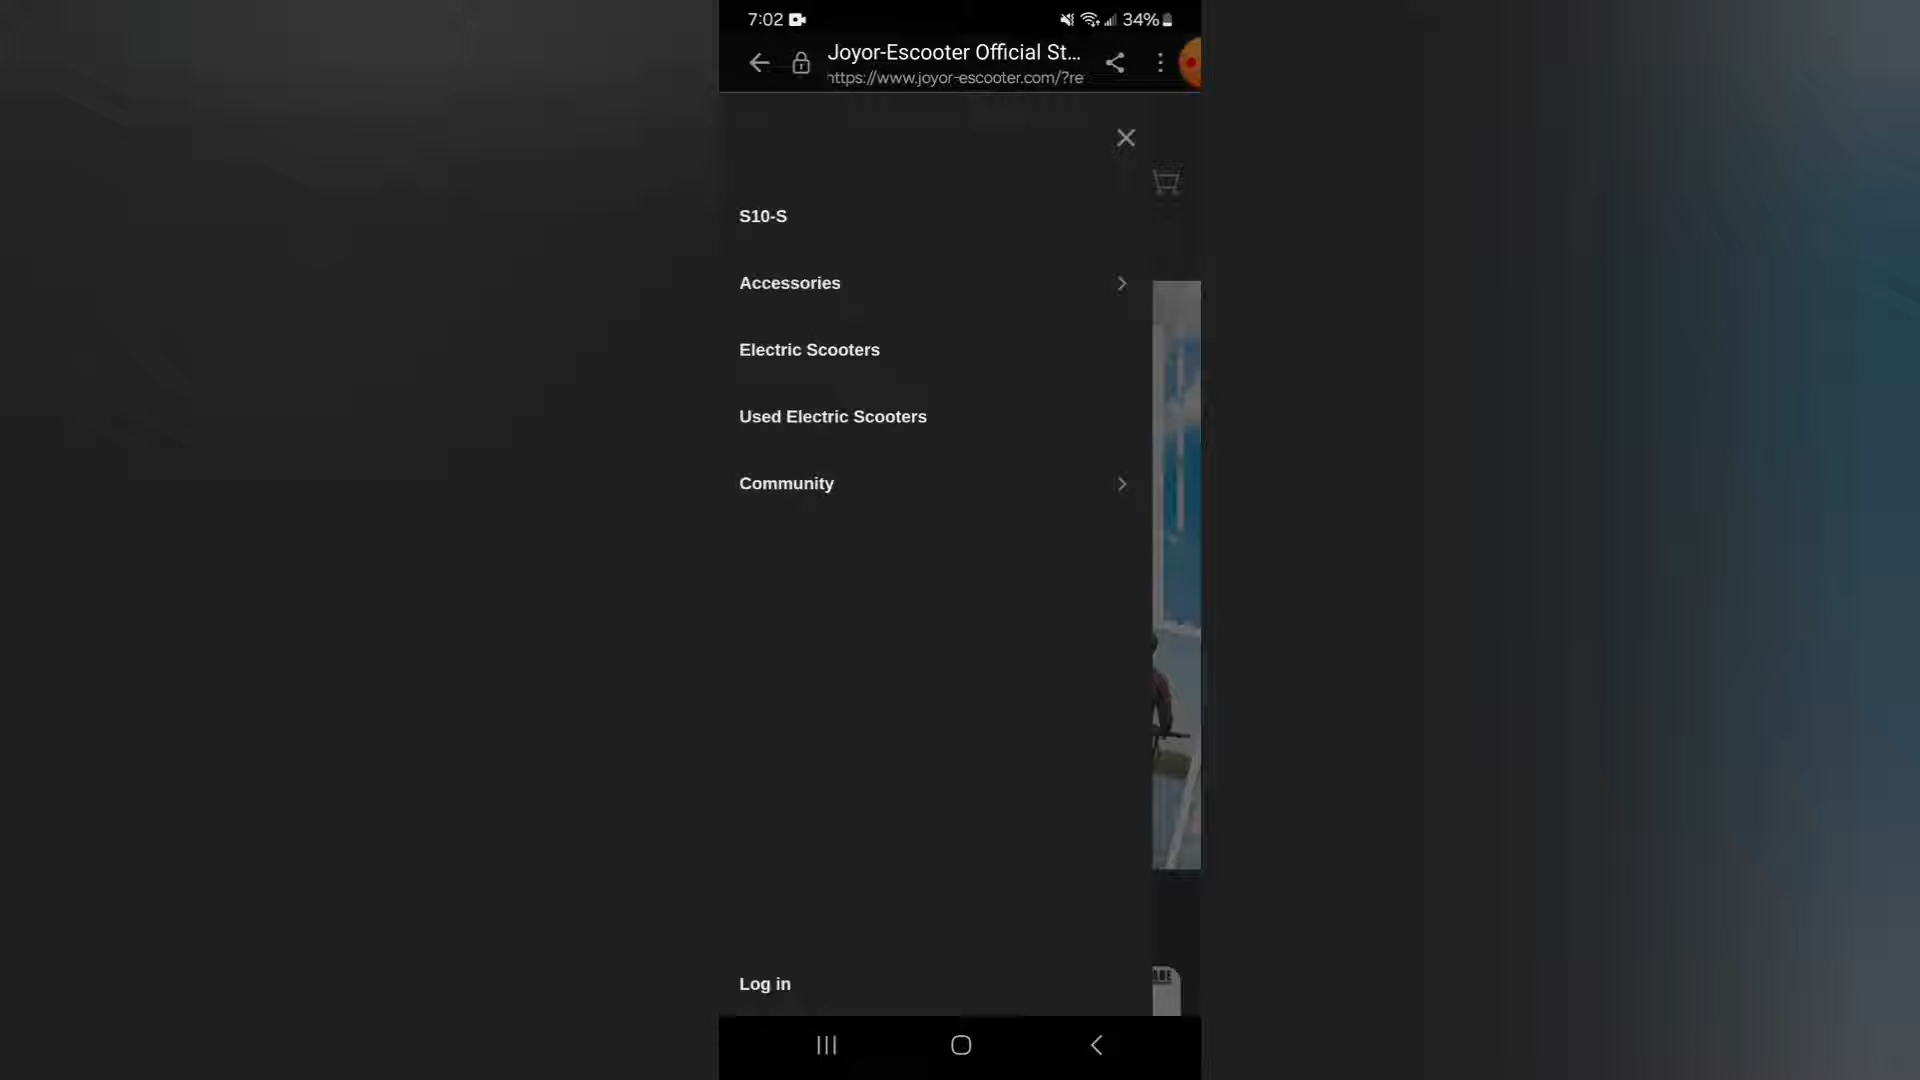 7:02
34%
Joyor-Escooter Official St...
https://www.joyor-escooter.com/?re
S10-S
Accessories
Electric Scooters
Used Electric Scooters
Community
Log in